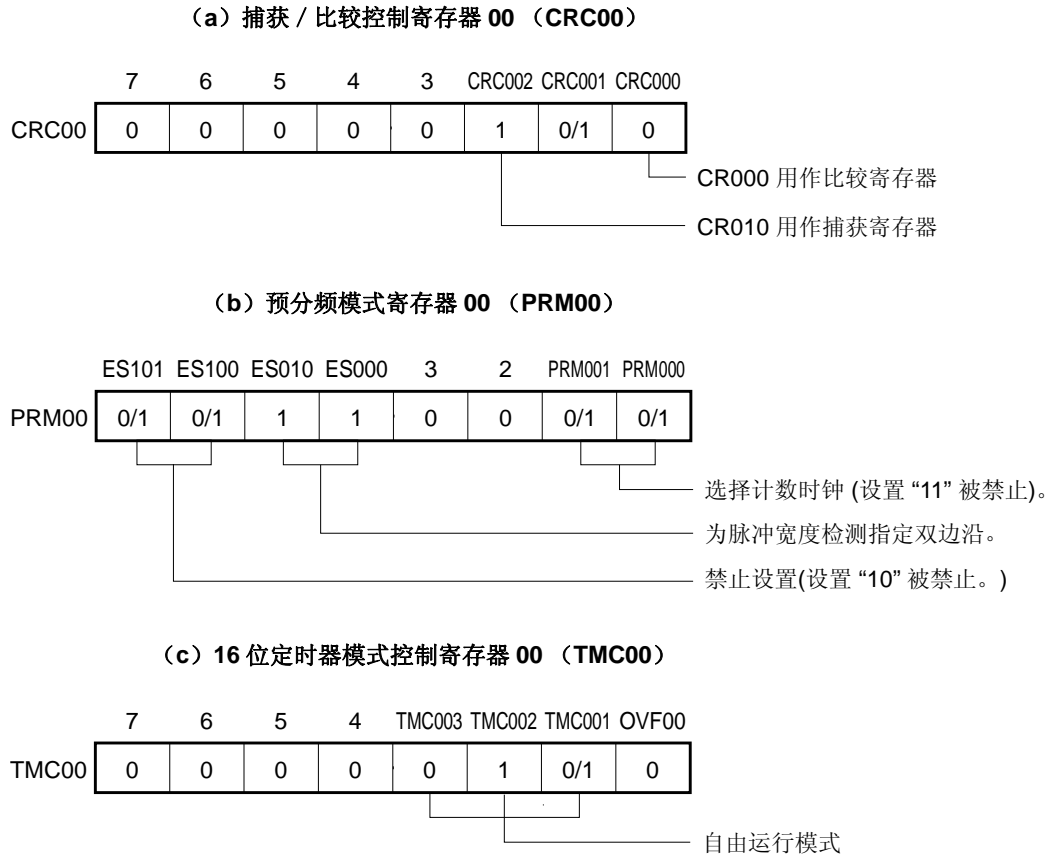 （a）捕获 / 比较控制寄存器 00 （CRC00）
7 6 5 4 3 CRC002 CRC001 CRC000
CRC00 0 0 0 0 0 1 0/1 0
CR000 用作比较寄存器
CR010 用作捕获寄存器
（b）预分频模式寄存器 00 （PRM00）
ES101 ES100 ES010 ES000 3 2 PRM001 PRM000
PRM00 0/1 0/1 1 1 0 0 0/1 0/1
选择计数时钟 (设置 “11” 被禁止)。
为脉冲宽度检测指定双边沿。
禁止设置(设置 “10” 被禁止。)
（c）16 位定时器模式控制寄存器 00 （TMC00）
7 6 5 4 TMC003 TMC002 TMC001 OVF00
TMC00 0 0 0 0 0 1 0/1 0
自由运行模式